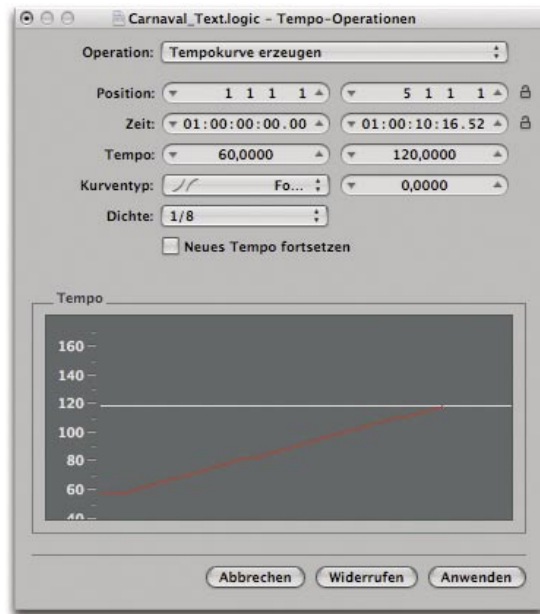 Carnaval_Text.logic – Tempo-Operationen
Operation: Tempokurve erzeugen
Position: 1 1 1 1 5 1 1 1
Zeit: 01:00:00:00.00 01:00:10:16.52
Tempo: 60,0000 120,0000
Kurventyp: Fo... 0,0000
Dichte: 1/8
Neues Tempo fortsetzen
Tempo
160
140
120
100
80
60
40
Abbrechen Widerrufen Anwenden